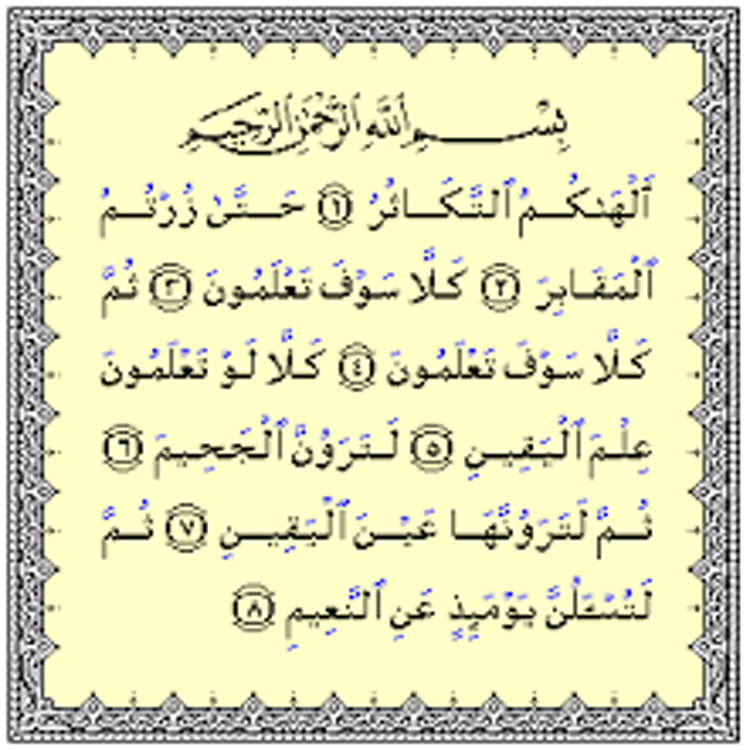 بِسْمِ ٱللَّهِ ٱلرَّحْمَٰنِ ٱلرَّحِيمِ
أَلْهَىٰكُمُ ٱلتَّكَاثُرُ ١ حَتَّىٰ زُرْتُمُ
ٱلْمَقَابِرَ ٢ كَلَّا سَوْفَ تَعْلَمُونَ ٣ ثُمَّ
كَلَّا سَوْفَ تَعْلَمُونَ ٤ كَلَّا لَوْ تَعْلَمُونَ
عِلْمَ ٱلْيَقِينِ ٥ لَتَرَوُنَّ ٱلْجَحِيمَ ٦
ثُمَّ لَتَرَوُنَّهَا عَيْنَ ٱلْيَقِينِ ٧ ثُمَّ
لَتُسْـَٔلُنَّ يَوْمَئِذٍ عَنِ ٱلنَّعِيمِ ٨